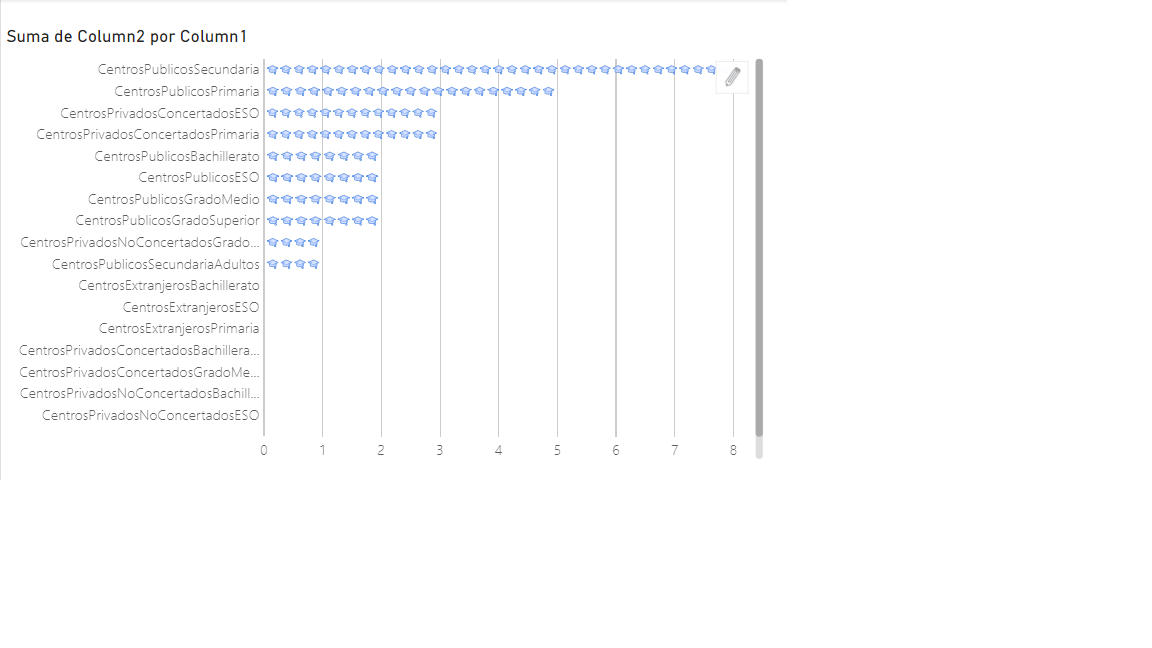 Suma de Column2 por Column1
CentrosPublicosSecundaria
CentrosPublicosPrimaria
CentrosPrivadosConcertadosESO
CentrosPrivadosConcertadosPrimaria
CentrosPublicosBachillerato
CentrosPublicosESO
CentrosPublicosGradoMedio
CentrosPublicosGradoSuperior
CentrosPrivadosNoConcertadosGrado...
CentrosPublicosSecundariaAdultos
CentrosExtranjerosBachillerato
CentrosExtranjerosESO
CentrosExtranjerosPrimaria
CentrosPrivadosConcertadosBachillera...
CentrosPrivadosConcertadosGradoMe...
CentrosPrivadosNoConcertadosBachill...
CentrosPrivadosNoConcertadosESO
0 1 2 3 4 5 6 7 8